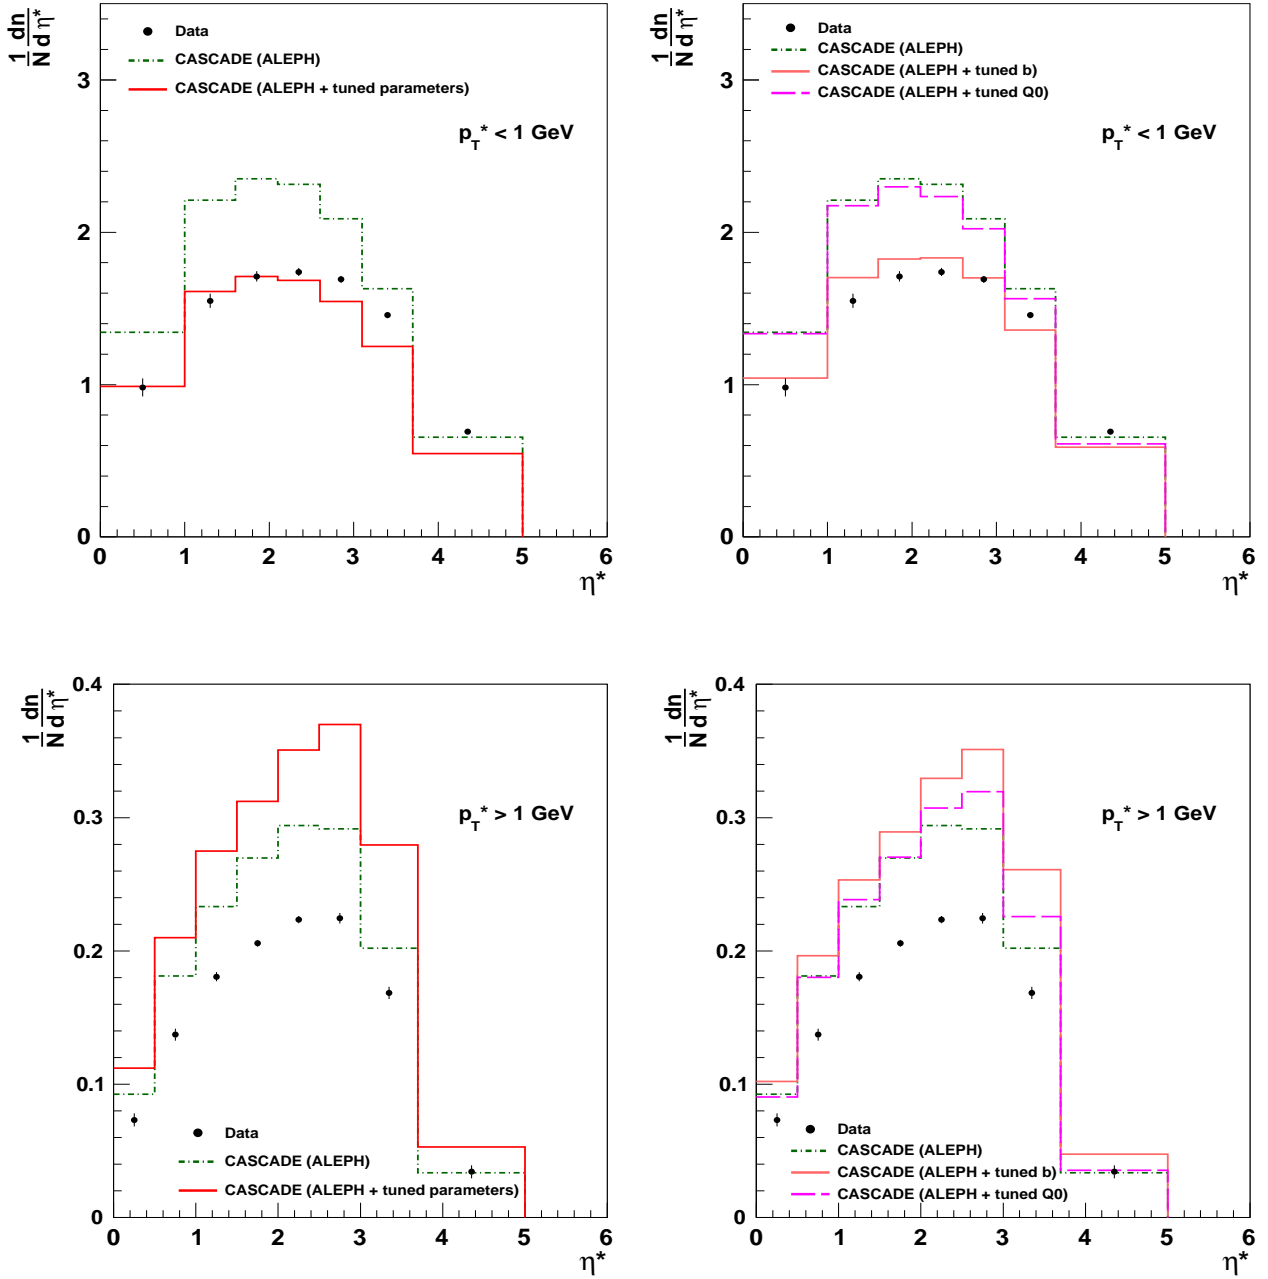 1 dn
N d η*
Data
CASCADE (ALEPH)
CASCADE (ALEPH + tuned parameters)
p_T* < 1 GeV
3
2
1
0
0 1 2 3 4 5 6
η*
1 dn
N d η*
Data
CASCADE (ALEPH)
CASCADE (ALEPH + tuned b)
CASCADE (ALEPH + tuned Q0)
p_T* < 1 GeV
3
2
1
0
0 1 2 3 4 5 6
η*
1 dn
N d η*
0.4
p_T* > 1 GeV
0.3
0.2
0.1
Data
CASCADE (ALEPH)
CASCADE (ALEPH + tuned parameters)
0
0 1 2 3 4 5 6
η*
1 dn
N d η*
0.4
p_T* > 1 GeV
0.3
0.2
0.1
Data
CASCADE (ALEPH)
CASCADE (ALEPH + tuned b)
CASCADE (ALEPH + tuned Q0)
0
0 1 2 3 4 5 6
η*